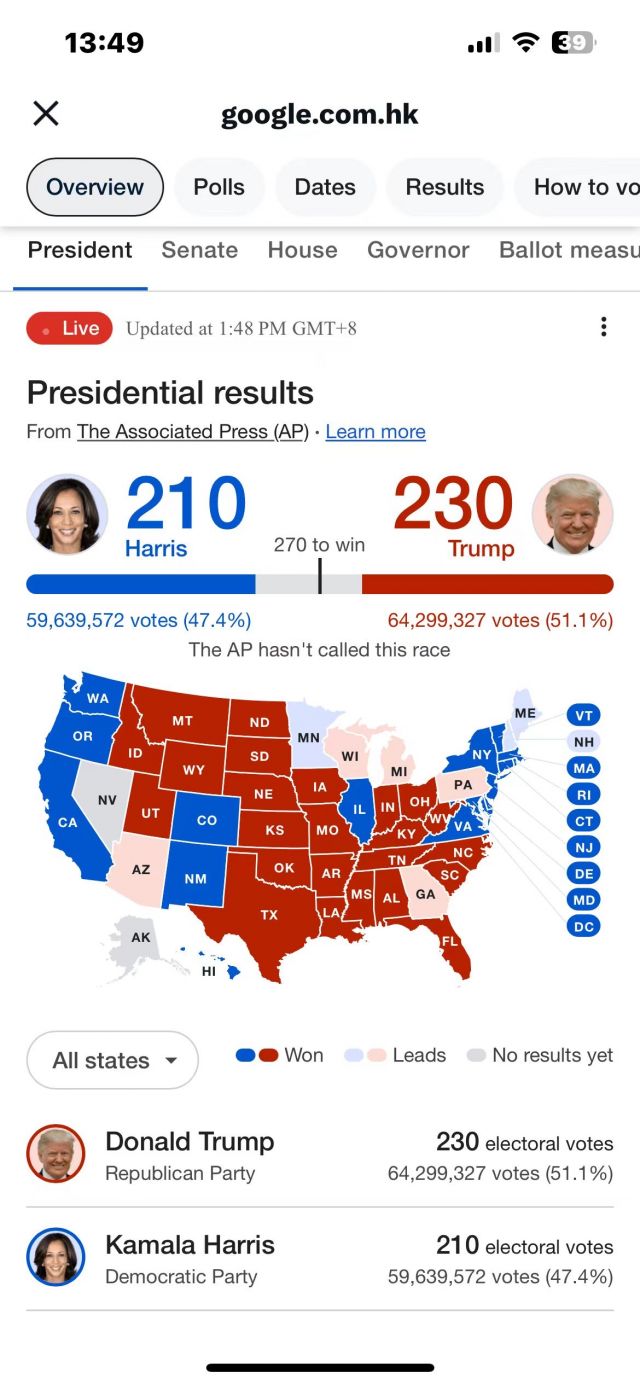 13:49
39
google.com.hk
Overview
Polls
Dates
Results
How to vo
President
Senate
House
Governor
Ballot measu
Live
Updated at 1:48 PM GMT+8
Presidential results
From The Associated Press (AP) · Learn more
210
230
Harris
270 to win
Trump
59,639,572 votes (47.4%)
64,299,327 votes (51.1%)
The AP hasn't called this race
WA
MT
ND
MN
ME
VT
OR
ID
SD
WI
MI
NY
NH
WY
MA
NV
NE
IA
PA
RI
CA
UT
CO
IL
IN
OH
WV
VA
CT
KS
MO
KY
NJ
AZ
NM
OK
AR
TN
NC
SC
DE
TX
LA
MS
AL
GA
MD
DC
AK
HI
FL
All states
Won
Leads
No results yet
Donald Trump
230 electoral votes
Republican Party
64,299,327 votes (51.1%)
Kamala Harris
210 electoral votes
Democratic Party
59,639,572 votes (47.4%)